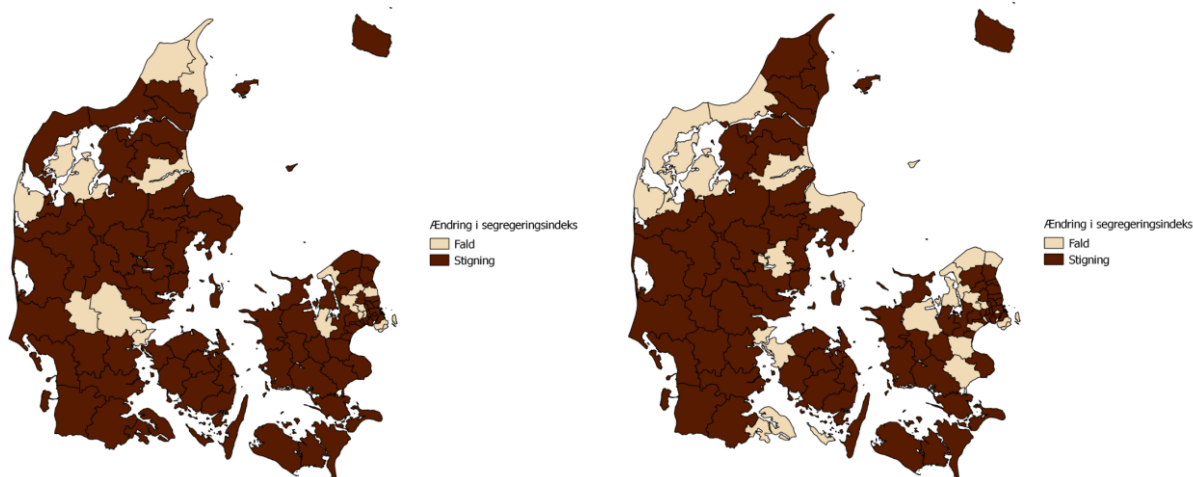 Ændring i segregeringsindeks
Fald
Stigning
Ændring i segregeringsindeks
Fald
Stigning